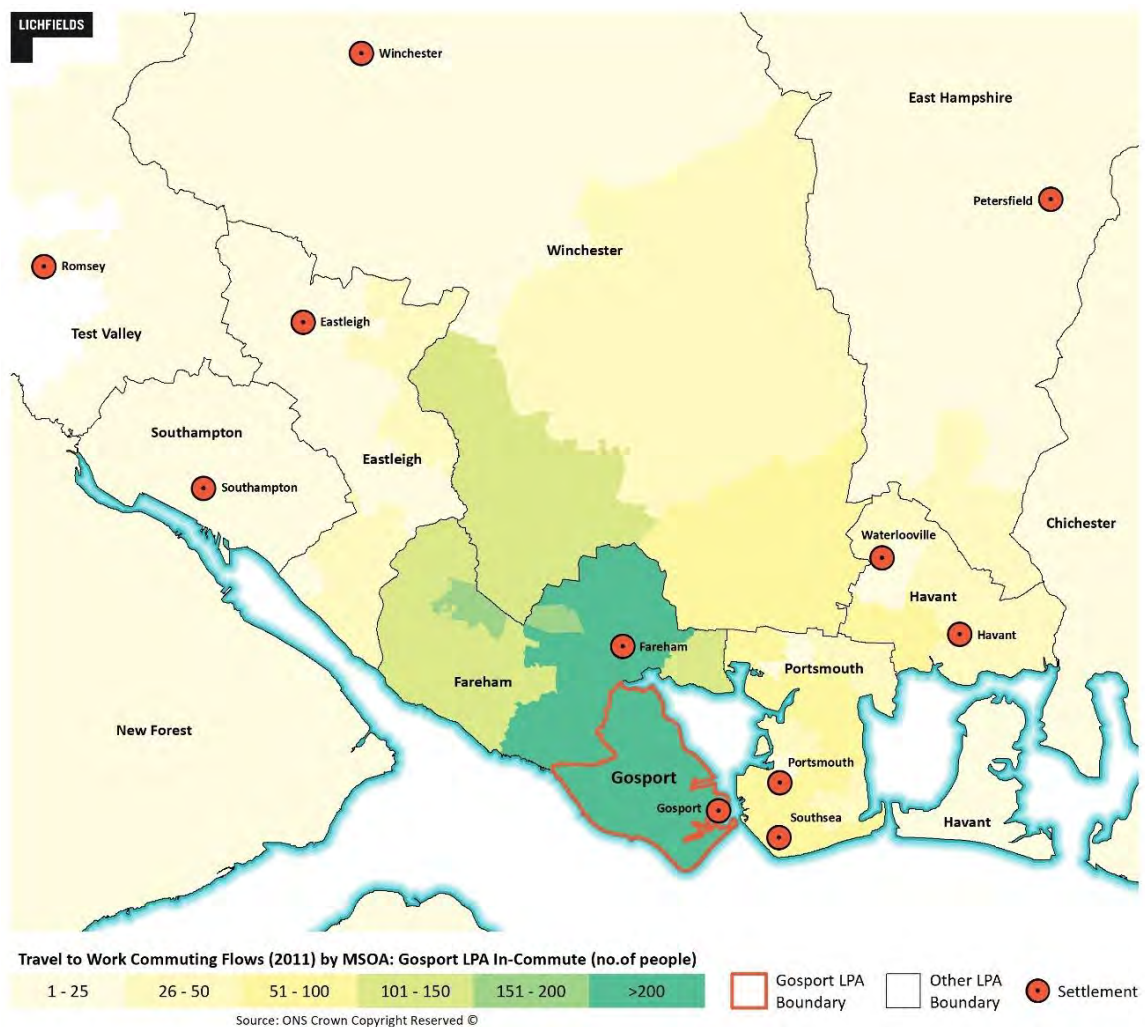 LICHFIELDS
Winchester
East Hampshire
Petersfield
Winchester
Romsey
Eastleigh
Test Valley
Southampton
Eastleigh
Southampton
Chichester
Waterlooville
Havant
Havant
Fareham
Portsmouth
Fareham
New Forest
Portsmouth
Gosport
Gosport
Southsea
Havant
Travel to Work Commuting Flows (2011) by MSOA: Gosport LPA In-Commute (no.of people)
1 - 25 26 - 50 51 - 100 101 - 150 151 - 200 >200
Gosport LPA
Boundary
Other LPA
Boundary
Settlement
Source: ONS Crown Copyright Reserved ©